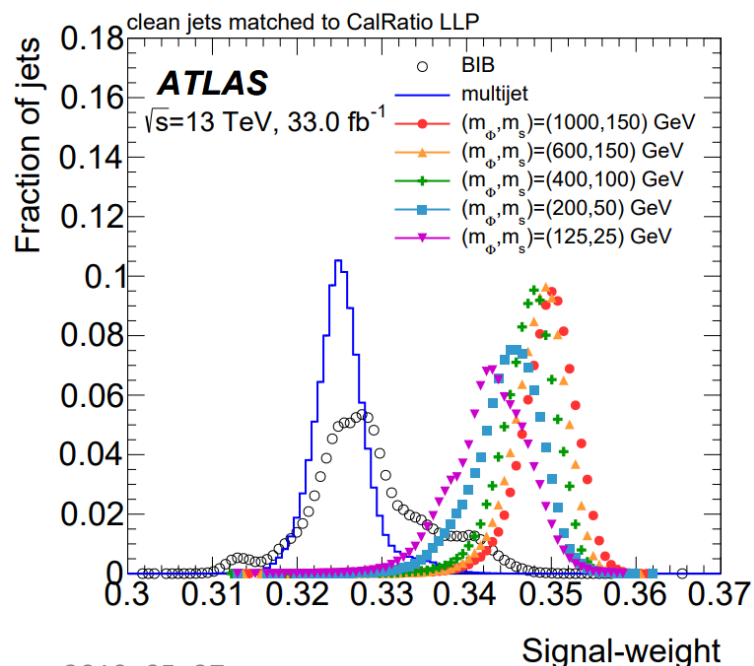 clean jets matched to CalRatio LLP
Fraction of jets
0.18
0.16
0.14
0.12
0.1
0.08
0.06
0.04
0.02
0
ATLAS
√s=13 TeV, 33.0 fb⁻¹
BIB
multijet
(m_Φ,m_s)=(1000,150) GeV
(m_Φ,m_s)=(600,150) GeV
(m_Φ,m_s)=(400,100) GeV
(m_Φ,m_s)=(200,50) GeV
(m_Φ,m_s)=(125,25) GeV
0.3 0.31 0.32 0.33 0.34 0.35 0.36 0.37
Signal-weight